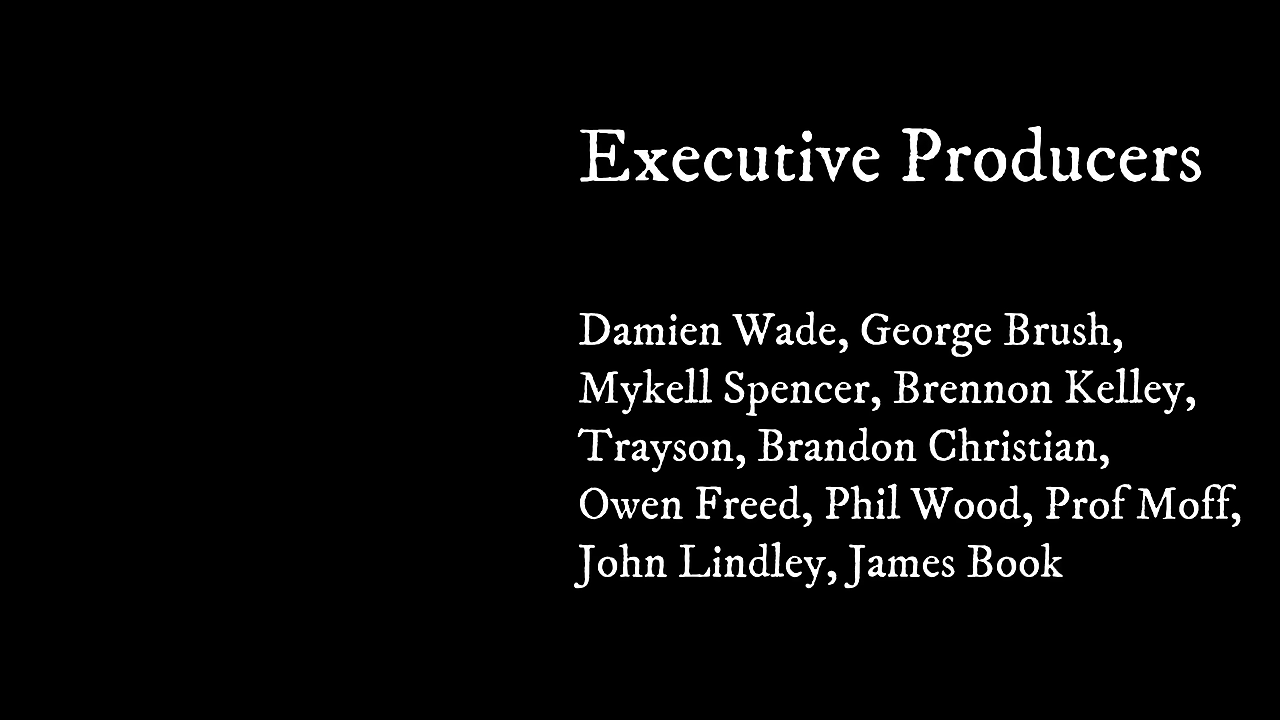 Executive Producers
Damien Wade, George Brush,
Mykell Spencer, Brennon Kelley,
Trayson, Brandon Christian,
Owen Freed, Phil Wood, Prof Moff,
John Lindley, James Book